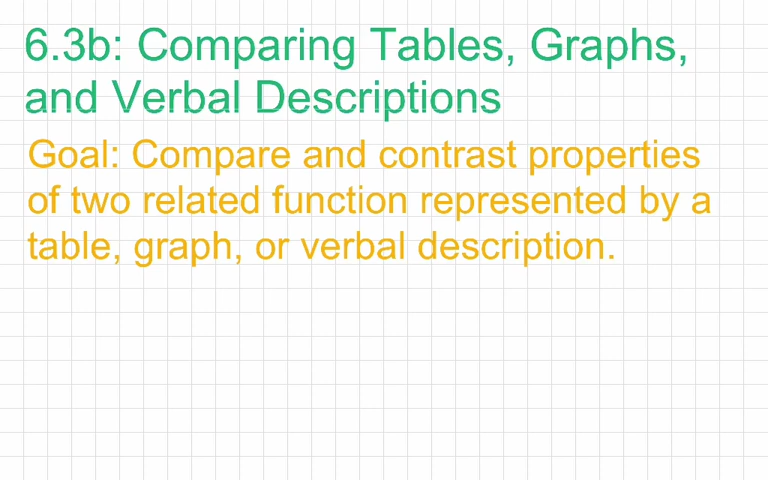 6.3b: Comparing Tables, Graphs,
and Verbal Descriptions
Goal: Compare and contrast properties
of two related function represented by a
table, graph, or verbal description.